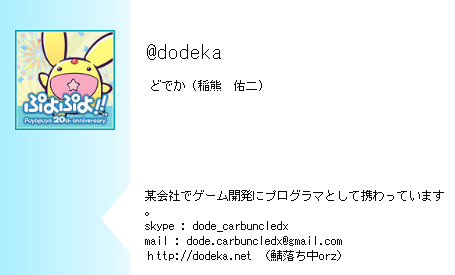 ぷよぷよ!!
Puyopuyo 20th anniversary
@dodeka
どでか（稲熊　佑二）
某会社でゲーム開発にプログラマとして携わっています
。
skype : dode_carbuncledx
mail : dode.carbuncledx@gmail.com
http://dodeka.net （鯖落ち中orz）